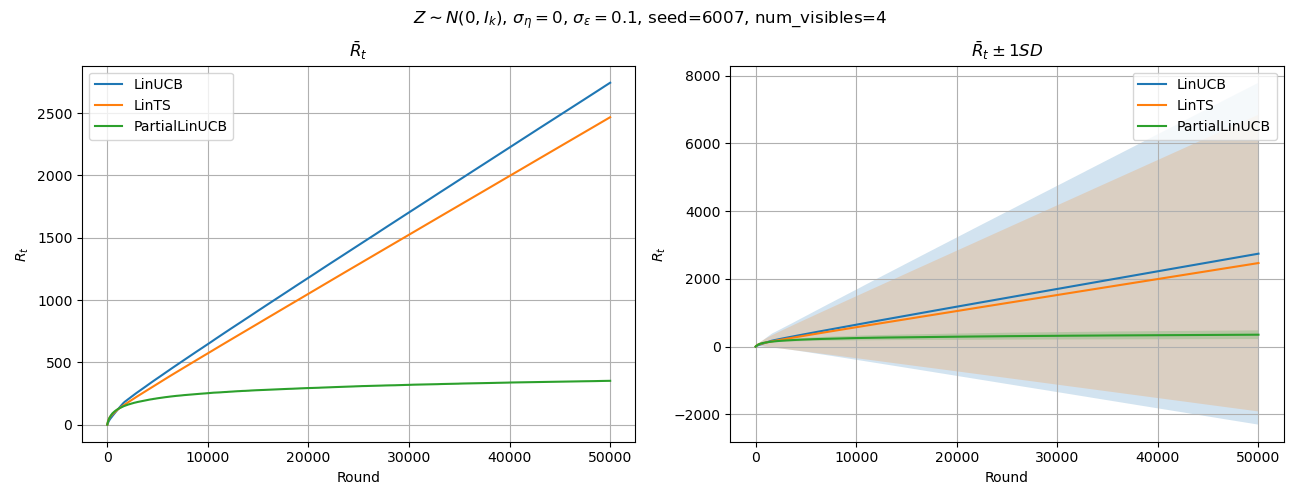 Z ∼ N(0, I_k), σ_η = 0, σ_ε = 0.1, seed=6007, num_visibles=4
R̄_t
LinUCB
LinTS
PartialLinUCB
2500
2000
1500
1000
500
0
R_t
0 10000 20000 30000 40000 50000
Round
R̄_t ± 1SD
LinUCB
LinTS
PartialLinUCB
8000
6000
4000
2000
0
−2000
R_t
0 10000 20000 30000 40000 50000
Round